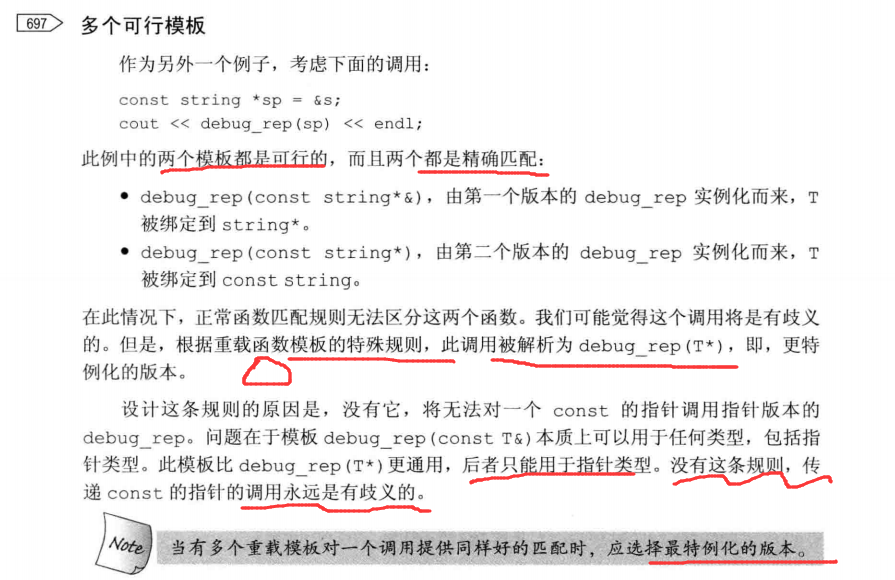 697 多个可行模板
作为另外一个例子，考虑下面的调用：
const string *sp = &s;
cout << debug_rep(sp) << endl;
此例中的两个模板都是可行的，而且两个都是精确匹配：
• debug_rep(const string*&)，由第一个版本的 debug_rep 实例化而来，T
被绑定到 string*。
• debug_rep(const string*)，由第二个版本的 debug_rep 实例化而来，T
被绑定到 const string。
在此情况下，正常函数匹配规则无法区分这两个函数。我们可能觉得这个调用将是有歧义
的。但是，根据重载函数模板的特殊规则，此调用被解析为 debug_rep(T*)，即，更特
例化的版本。
设计这条规则的原因是，没有它，将无法对一个 const 的指针调用指针版本的
debug_rep。问题在于模板 debug_rep(const T&)本质上可以用于任何类型，包括指
针类型。此模板比 debug_rep(T*)更通用，后者只能用于指针类型。没有这条规则，传
递 const 的指针的调用永远是有歧义的。
Note 当有多个重载模板对一个调用提供同样好的匹配时，应选择最特例化的版本。